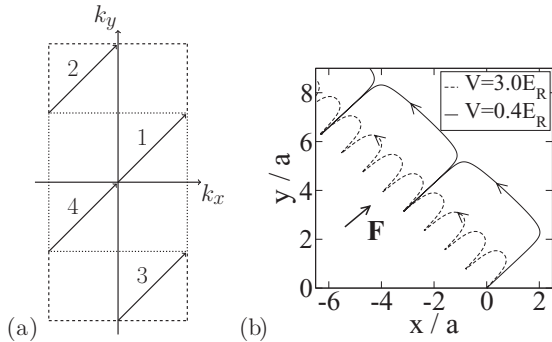 k_y
2
1
k_x
4
3
(a)
8
6
4
2
0
y / a
V=3.0E_R
V=0.4E_R
F
-6 -4 -2 0 2
x / a
(b)